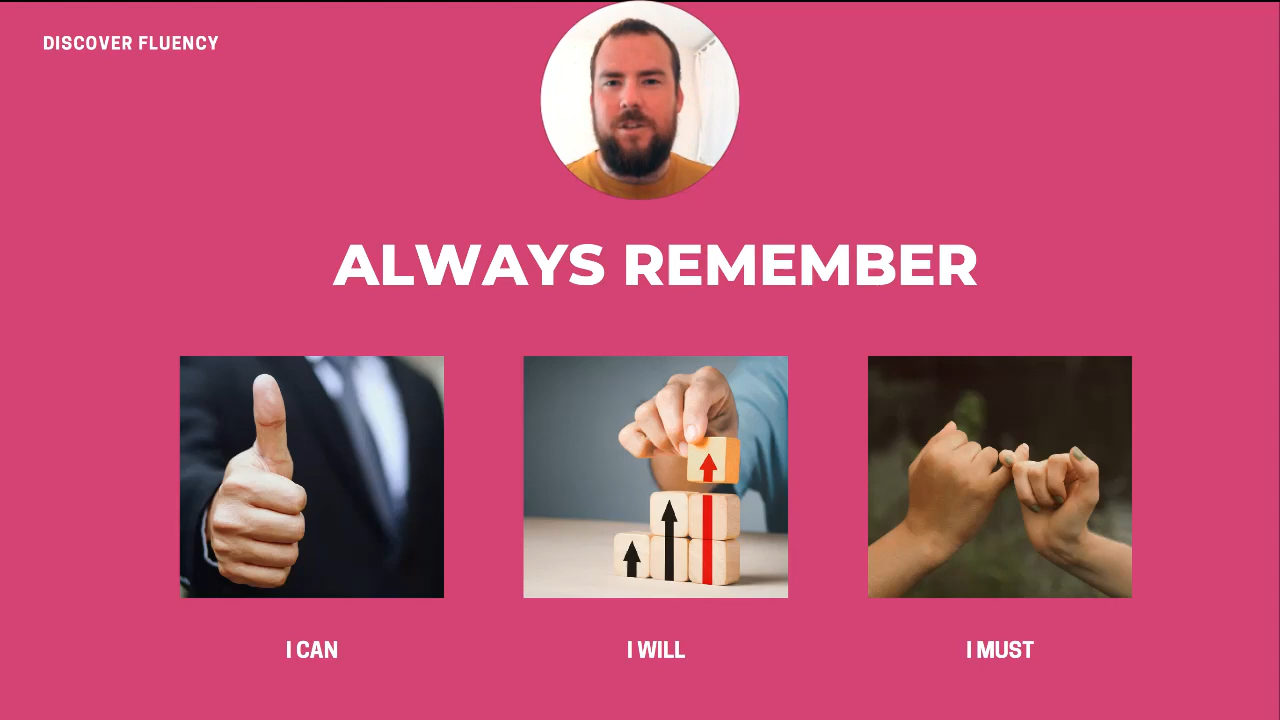 DISCOVER FLUENCY
ALWAYS REMEMBER
I CAN
I WILL
I MUST